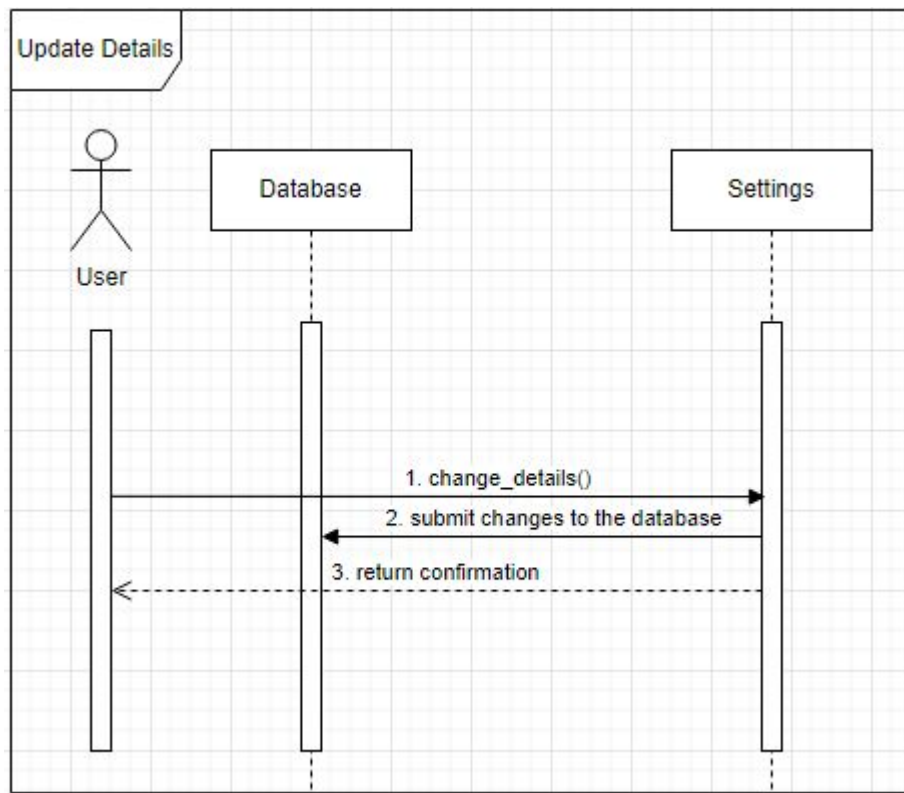 Update Details
Database
Settings
User
1. change_details()
2. submit changes to the database
3. return confirmation